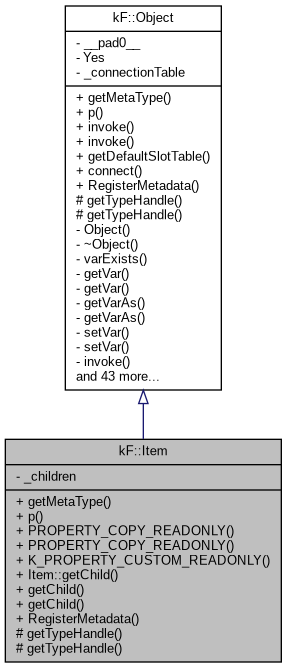 kF::Object
- __pad0__
- Yes
- _connectionTable
+ getMetaType()
+ p()
+ invoke()
+ invoke()
+ getDefaultSlotTable()
+ connect()
+ RegisterMetadata()
# getTypeHandle()
# getTypeHandle()
- Object()
- ~Object()
- varExists()
- getVar()
- getVar()
- getVarAs()
- getVarAs()
- setVar()
- setVar()
- invoke()
and 43 more...
kF::Item
- _children
+ getMetaType()
+ p()
+ PROPERTY_COPY_READONLY()
+ PROPERTY_COPY_READONLY()
+ K_PROPERTY_CUSTOM_READONLY()
+ Item::getChild()
+ getChild()
+ getChild()
+ RegisterMetadata()
# getTypeHandle()
# getTypeHandle()